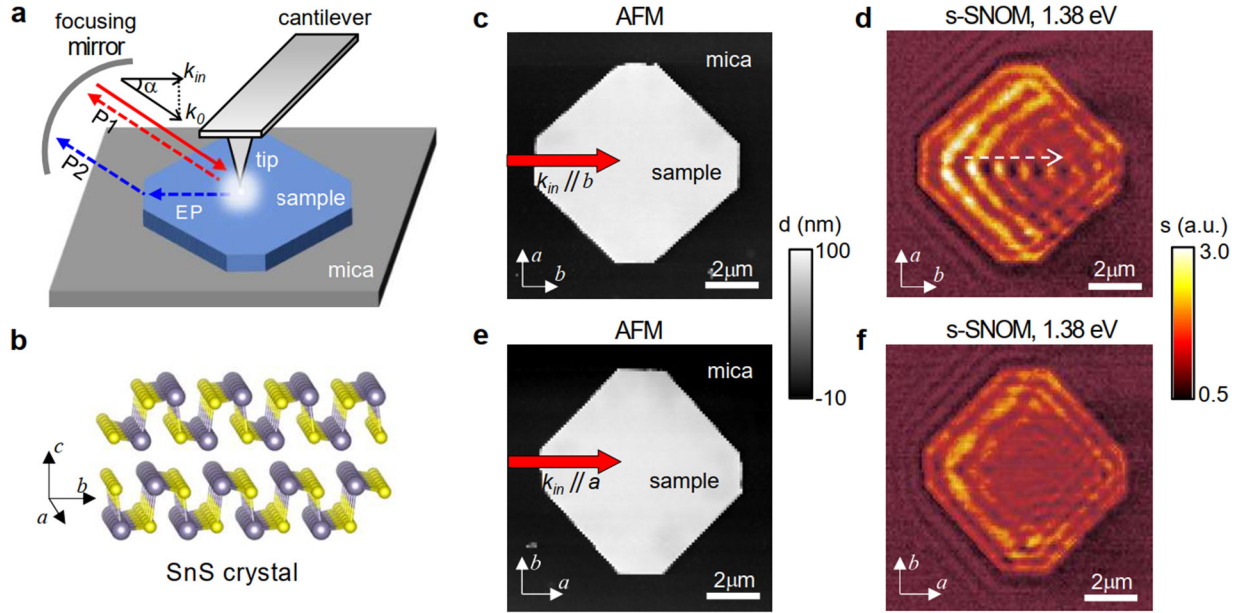 a
focusing
mirror
cantilever
α
k_in
k_0
P1
P2
tip
sample
EP
mica
b
c
b
a
SnS crystal
c
AFM
mica
k_in // b
sample
a
b
2μm
d (nm)
100
-10
d
s-SNOM, 1.38 eV
a
b
2μm
s (a.u.)
3.0
0.5
e
AFM
mica
k_in // a
sample
b
a
2μm
f
s-SNOM, 1.38 eV
b
a
2μm